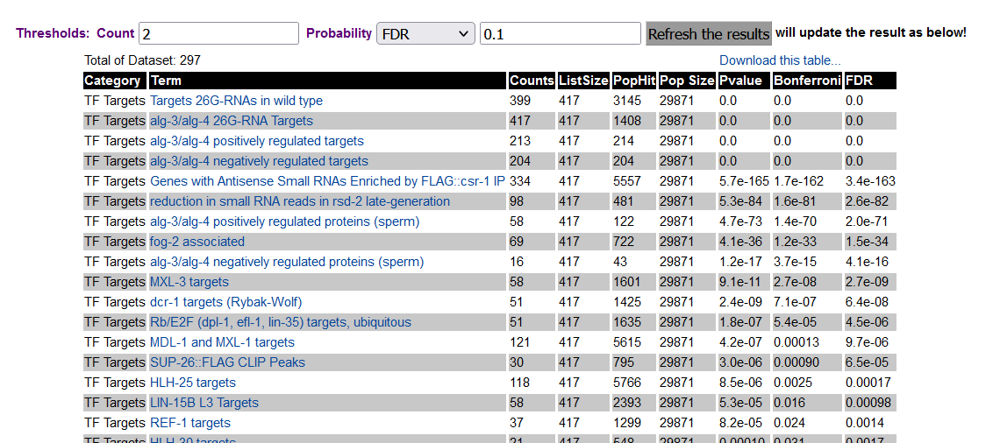 Thresholds: Count 2 Probability FDR 0.1 Refresh the results will update the result as below!
Total of Dataset: 297 Download this table...
Category Term Counts ListSize PopHit Pop Size Pvalue Bonferroni FDR
TF Targets Targets 26G-RNAs in wild type 399 417 3145 29871 0.0 0.0 0.0
TF Targets alg-3/alg-4 26G-RNA Targets 417 417 1408 29871 0.0 0.0 0.0
TF Targets alg-3/alg-4 positively regulated targets 213 417 214 29871 0.0 0.0 0.0
TF Targets alg-3/alg-4 negatively regulated targets 204 417 204 29871 0.0 0.0 0.0
TF Targets Genes with Antisense Small RNAs Enriched by FLAG::csr-1 IP 334 417 5557 29871 5.7e-165 1.7e-162 3.4e-163
TF Targets reduction in small RNA reads in rsd-2 late-generation 98 417 481 29871 5.3e-84 1.6e-81 2.6e-82
TF Targets alg-3/alg-4 positively regulated proteins (sperm) 58 417 122 29871 4.7e-73 1.4e-70 2.0e-71
TF Targets fog-2 associated 69 417 722 29871 4.1e-36 1.2e-33 1.5e-34
TF Targets alg-3/alg-4 negatively regulated proteins (sperm) 16 417 43 29871 1.2e-17 3.7e-15 4.1e-16
TF Targets MXL-3 targets 58 417 1601 29871 9.1e-11 2.7e-08 2.7e-09
TF Targets dcr-1 targets (Rybak-Wolf) 51 417 1425 29871 2.4e-09 7.1e-07 6.4e-08
TF Targets Rb/E2F (dpl-1, efl-1, lin-35) targets, ubiquitous 51 417 1635 29871 1.8e-07 5.4e-05 4.5e-06
TF Targets MDL-1 and MXL-1 targets 121 417 5615 29871 4.2e-07 0.00013 9.7e-06
TF Targets SUP-26::FLAG CLIP Peaks 30 417 795 29871 3.0e-06 0.00090 6.5e-05
TF Targets HLH-25 targets 118 417 5766 29871 8.5e-06 0.0025 0.00017
TF Targets LIN-15B L3 Targets 58 417 2393 29871 5.3e-05 0.016 0.00098
TF Targets REF-1 targets 37 417 1299 29871 8.2e-05 0.024 0.0014
TF Targets HLH-30 targets 21 417 548 29871 0.00010 0.031 0.0017